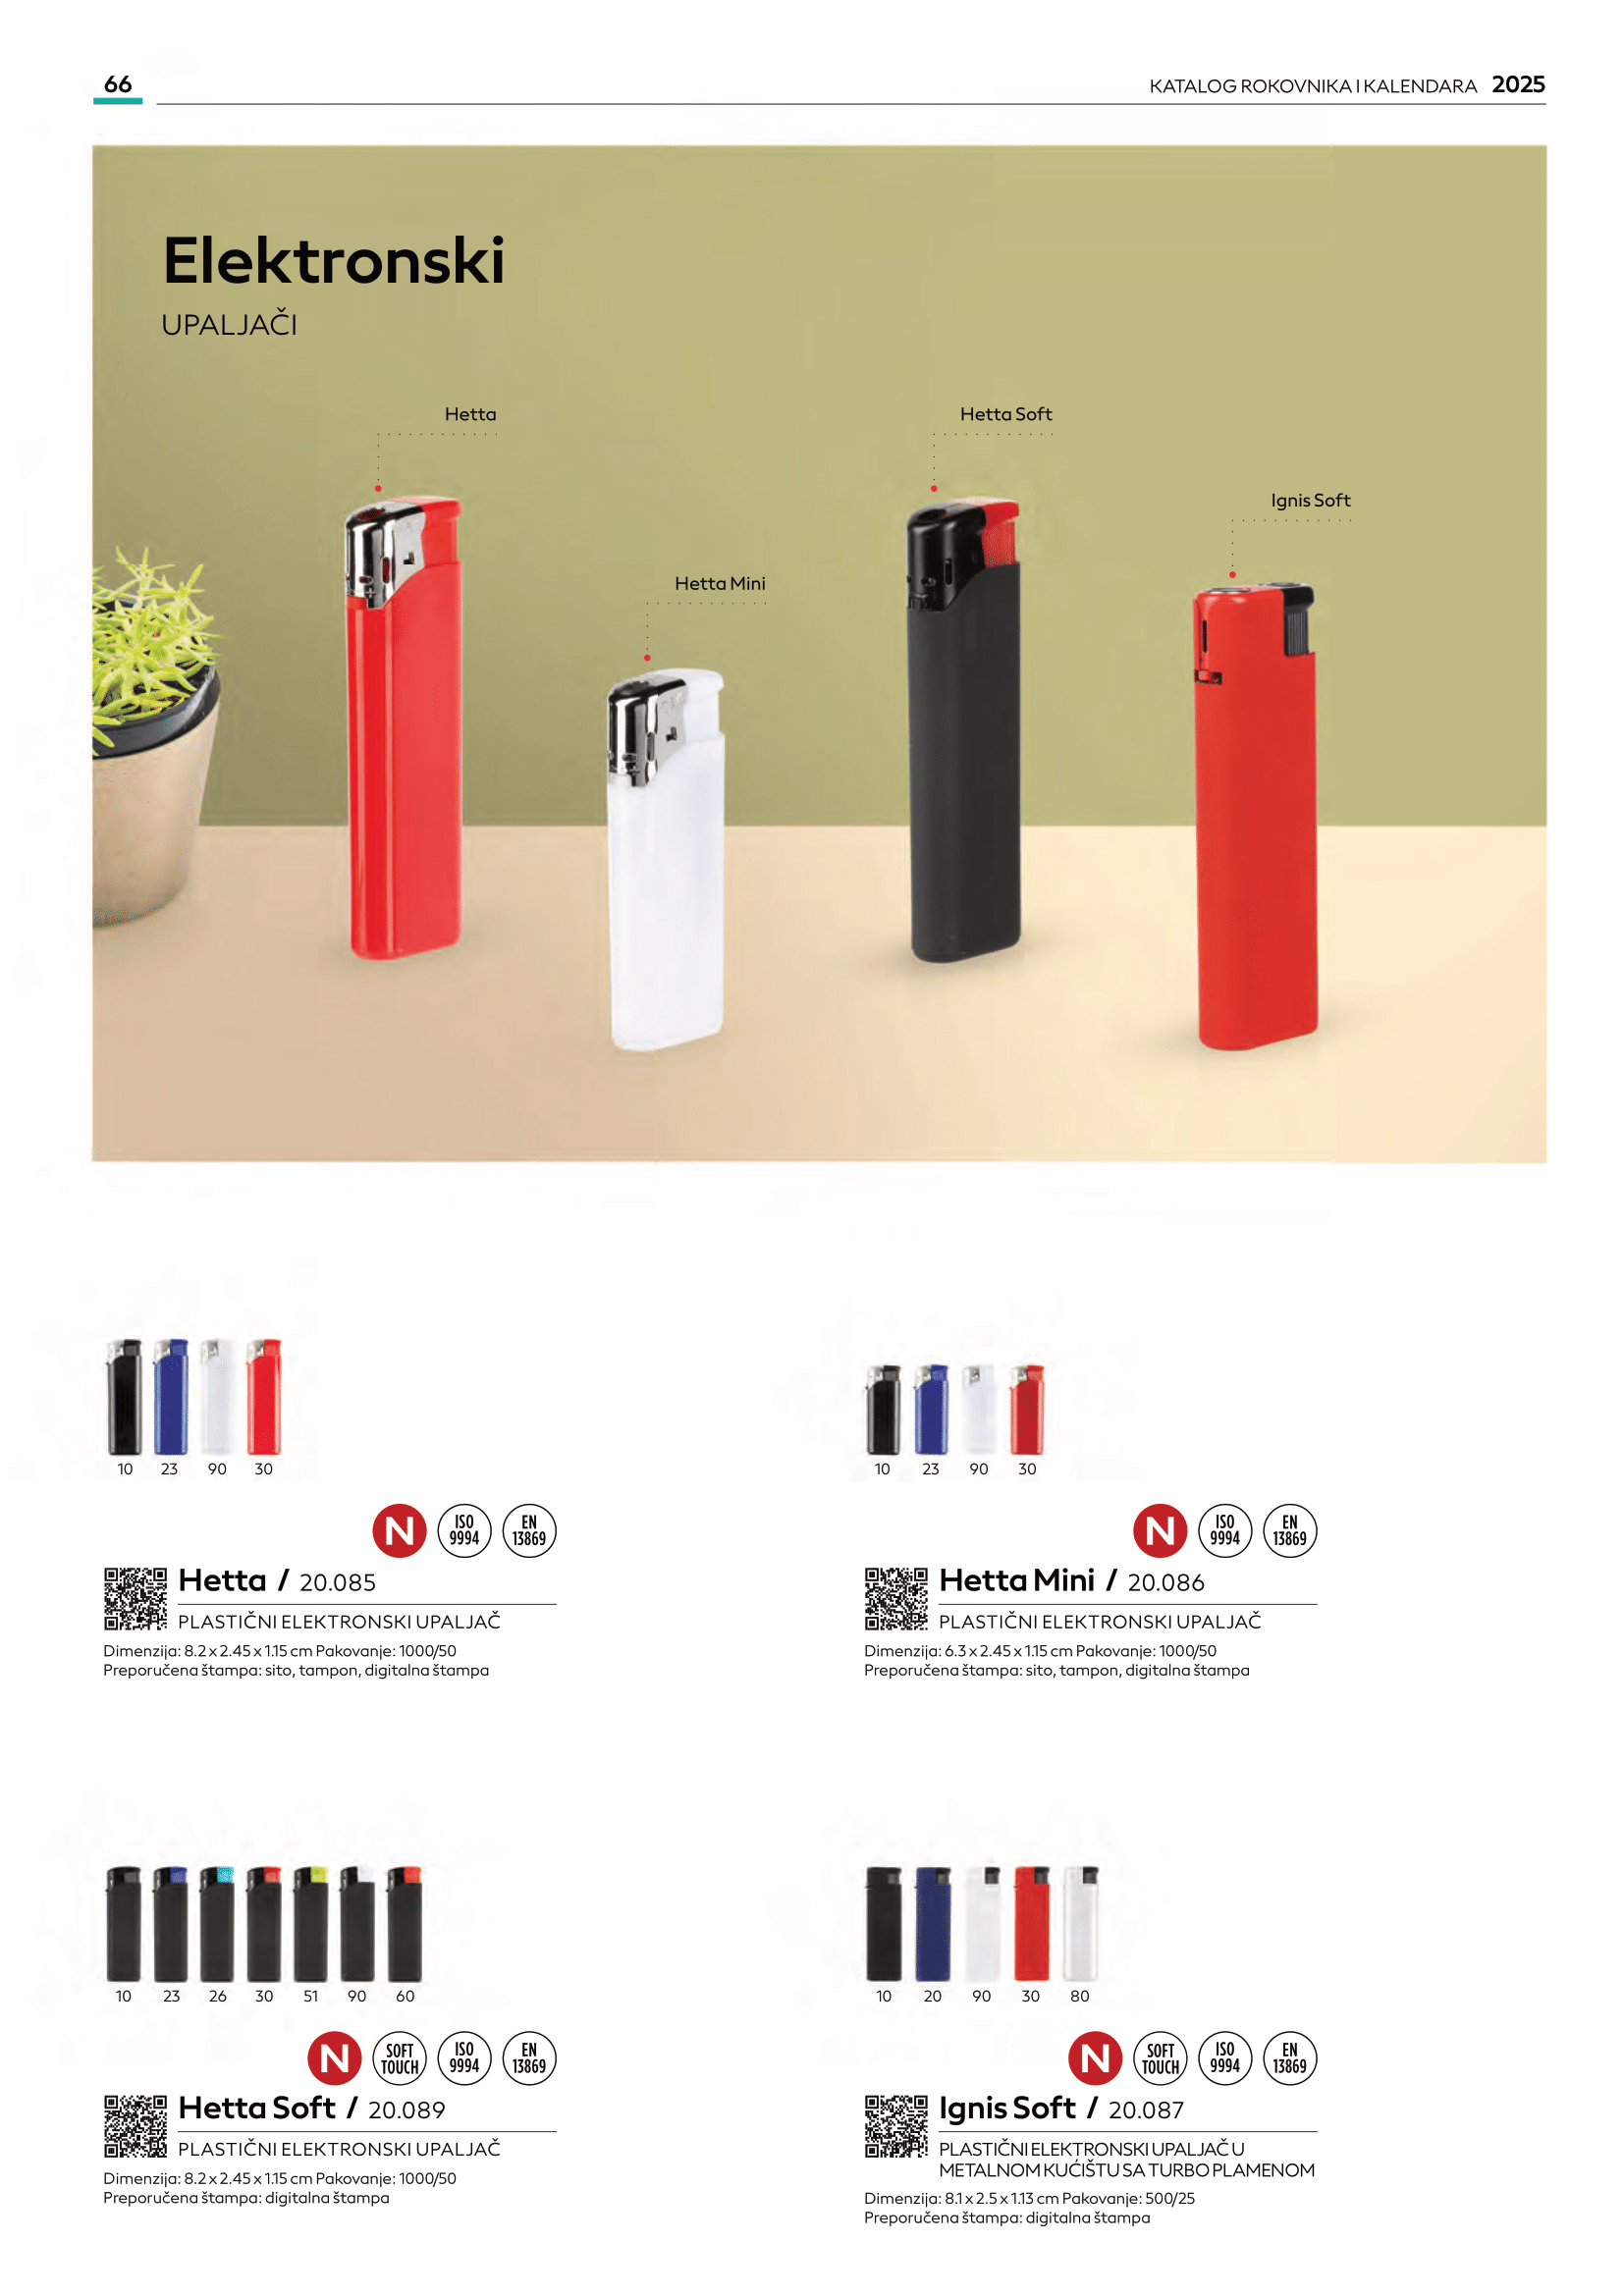 66
KATALOG ROKOVNIKA I KALENDARA 2025
Elektronski
UPALJAČI
Hetta
Hetta Soft
Ignis Soft
Hetta Mini
10 23 90 30
N ISO 9994 EN 13869
Hetta / 20.085
PLASTIČNI ELEKTRONSKI UPALJAČ
Dimenzija: 8.2 x 2.45 x 1.15 cm Pakovanje: 1000/50
Preporučena štampa: sito, tampon, digitalna štampa
10 23 90 30
N ISO 9994 EN 13869
Hetta Mini / 20.086
PLASTIČNI ELEKTRONSKI UPALJAČ
Dimenzija: 6.3 x 2.45 x 1.15 cm Pakovanje: 1000/50
Preporučena štampa: sito, tampon, digitalna štampa
10 23 26 30 51 90 60
N SOFT TOUCH ISO 9994 EN 13869
Hetta Soft / 20.089
PLASTIČNI ELEKTRONSKI UPALJAČ
Dimenzija: 8.2 x 2.45 x 1.15 cm Pakovanje: 1000/50
Preporučena štampa: digitalna štampa
10 20 90 30 80
N SOFT TOUCH ISO 9994 EN 13869
Ignis Soft / 20.087
PLASTIČNI ELEKTRONSKI UPALJAČ U
METALNOM KUĆIŠTU SA TURBO PLAMENOM
Dimenzija: 8.1 x 2.5 x 1.13 cm Pakovanje: 500/25
Preporučena štampa: digitalna štampa